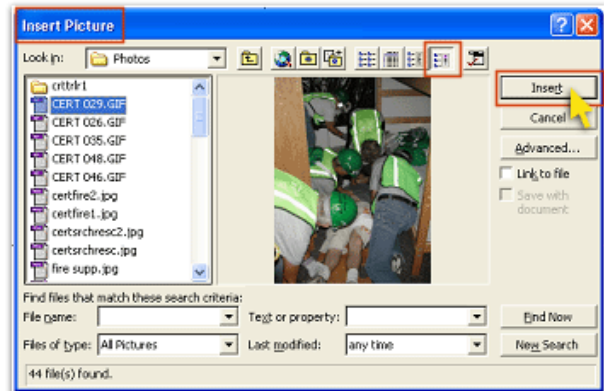 Insert Picture
Look in: Photos
crttrlr1
CERT 029.GIF
CERT 026.GIF
CERT 035.GIF
CERT 048.GIF
CERT 046.GIF
certfire2.jpg
certfire1.jpg
certsrchresc2.jpg
certsrchresc.jpg
fire supp.jpg
Insert
Cancel
Advanced...
Link to file
Save with
document
Find files that match these search criteria:
File name:
Text or property:
Find Now
Files of type: All Pictures
Last modified: any time
New Search
44 file(s) found.